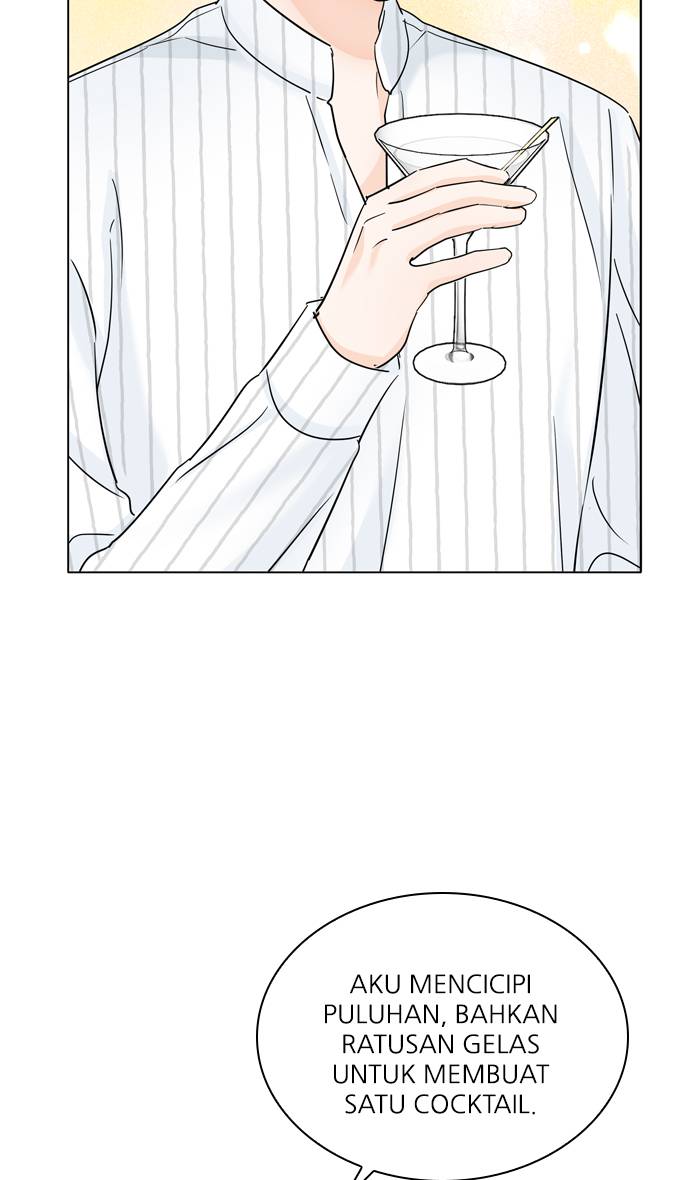 AKU MENCICIPI
PULUHAN, BAHKAN
RATUSAN GELAS
UNTUK MEMBUAT
SATU COCKTAIL.